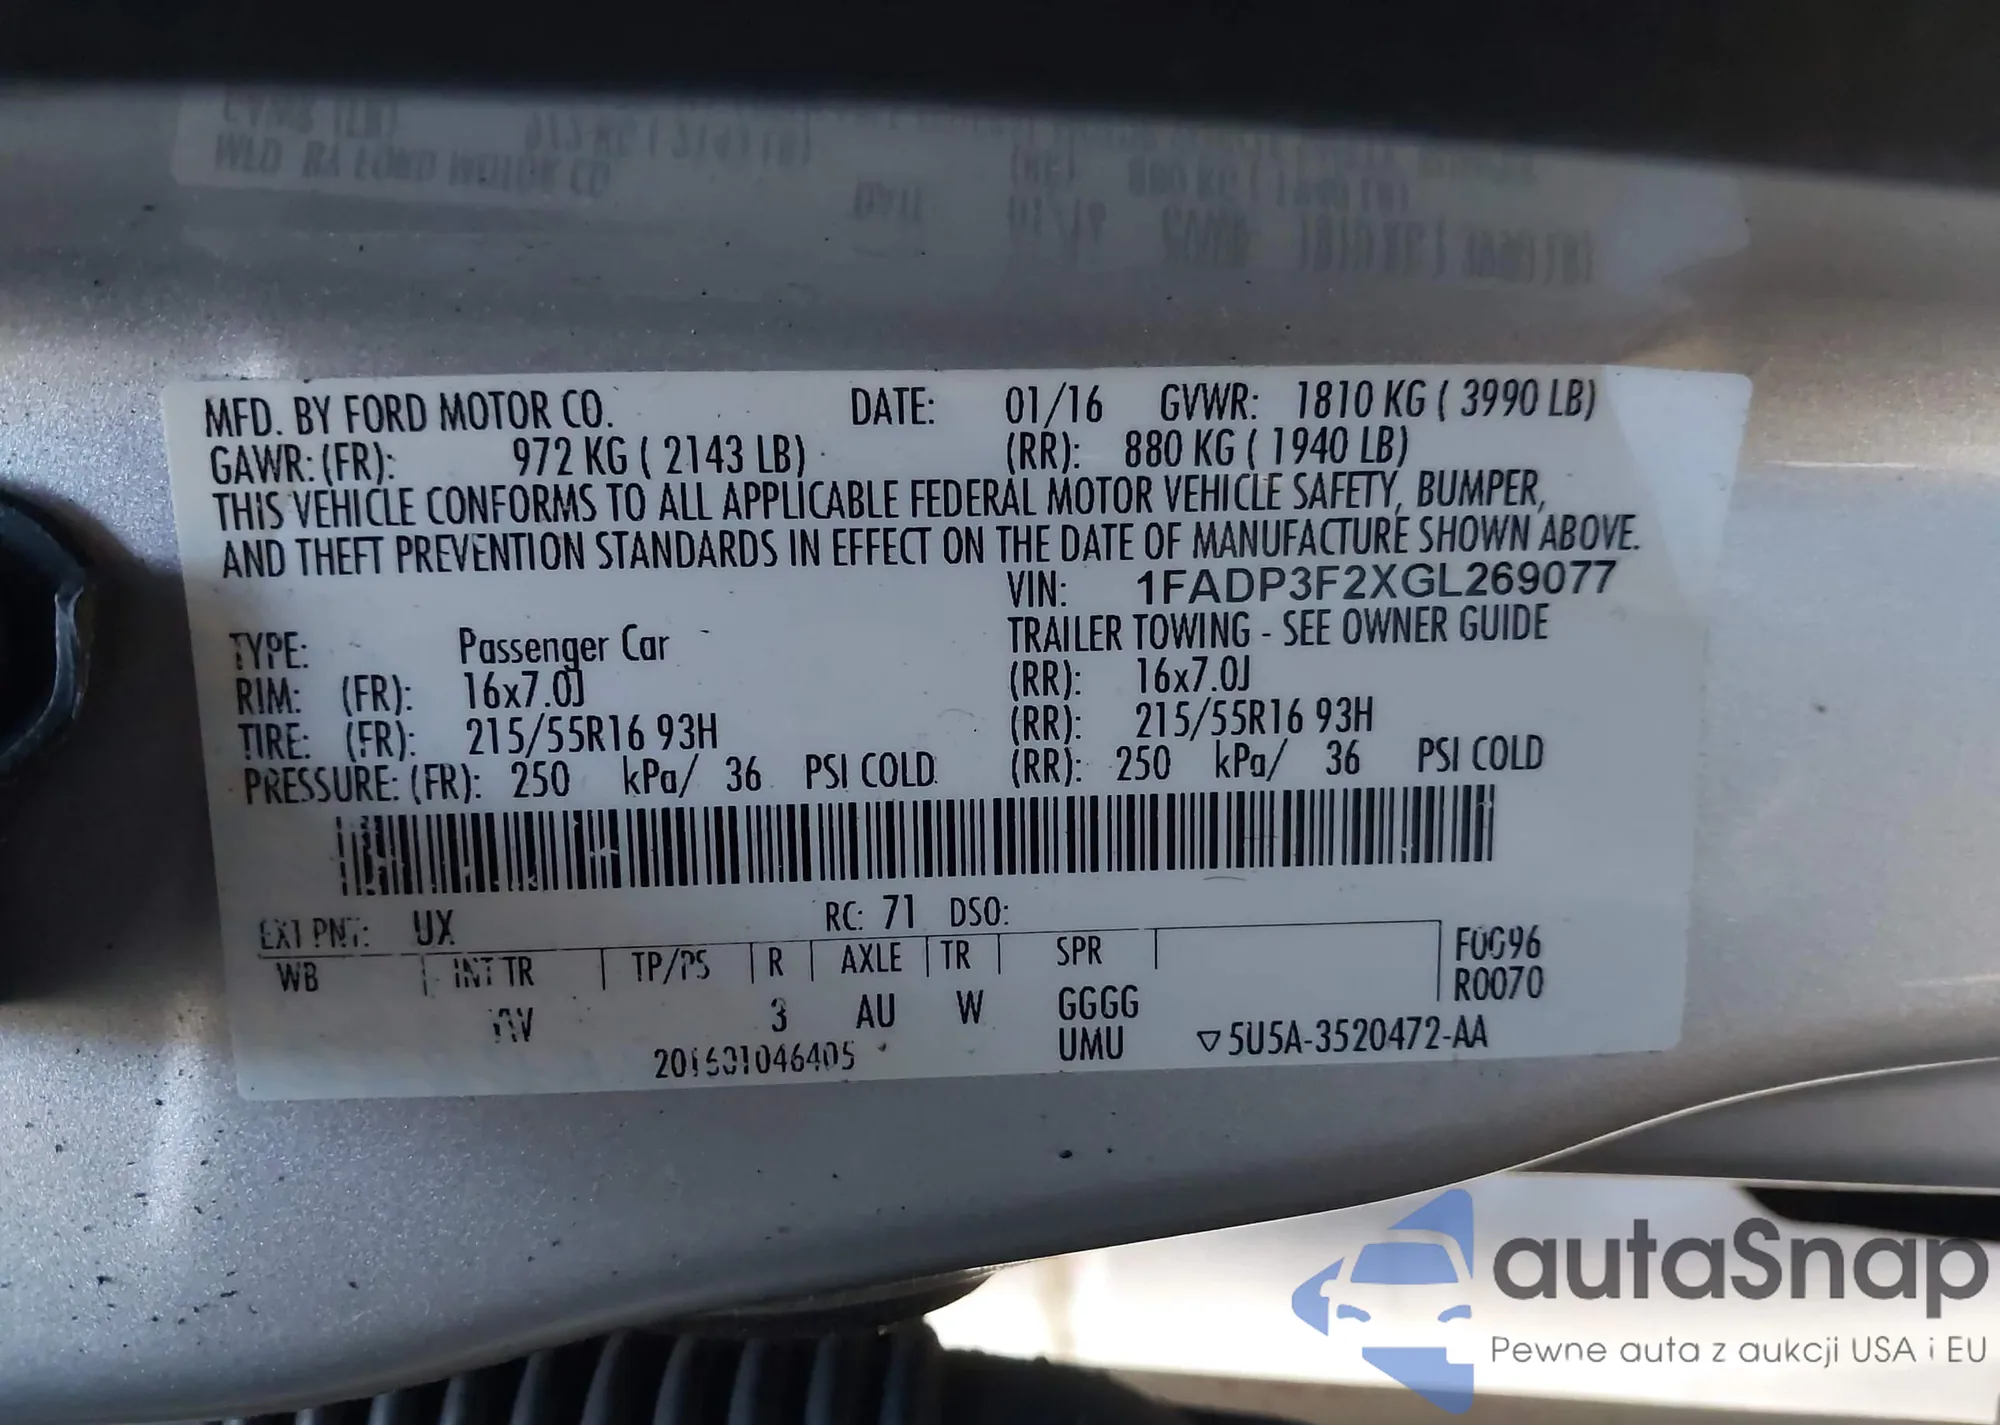 MFD. BY FORD MOTOR CO. DATE: 01/16 GVWR: 1810 KG ( 3990 LB)
GAWR: (FR): 972 KG ( 2143 LB) (RR): 880 KG ( 1940 LB)
THIS VEHICLE CONFORMS TO ALL APPLICABLE FEDERAL MOTOR VEHICLE SAFETY, BUMPER,
AND THEFT PREVENTION STANDARDS IN EFFECT ON THE DATE OF MANUFACTURE SHOWN ABOVE.
VIN: 1FADP3F2XGL269077
TYPE: Passenger Car TRAILER TOWING - SEE OWNER GUIDE
RIM: (FR): 16x7.0J (RR): 16x7.0J
TIRE: (FR): 215/55R16 93H (RR): 215/55R16 93H
PRESSURE: (FR): 250 kPa/ 36 PSI COLD (RR): 250 kPa/ 36 PSI COLD
EXT PNT: UX RC: 71 DSO:
WB INT TR TP/PS R AXLE TR SPR F0G96
R0070
3 AU W GGGG
201601046405 UMU ▽5U5A-3520472-AA
autaSnap
Pewne auta z aukcji USA i EU